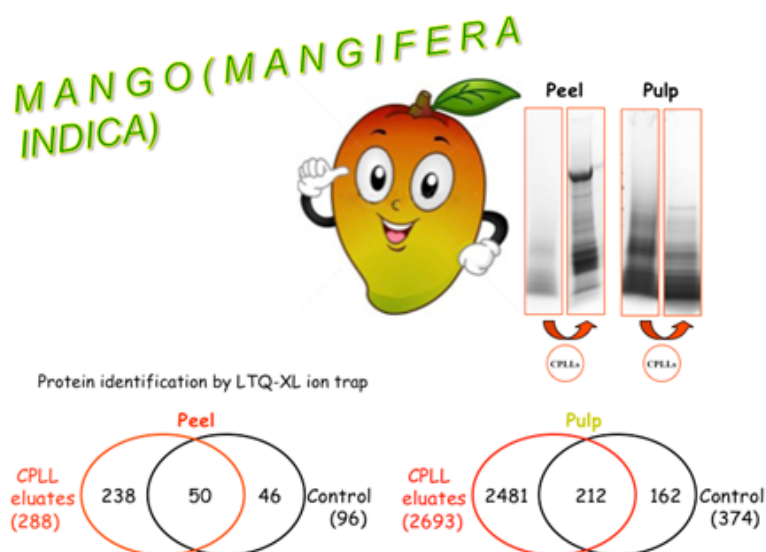 MANGO(MANGIFERA
INDICA)
Peel Pulp
CPLLs CPLLs
Protein identification by LTQ-XL ion trap
Peel
CPLL
eluates
(288)
238 50 46
Control
(96)
Pulp
CPLL
eluates
(2693)
2481 212 162
Control
(374)